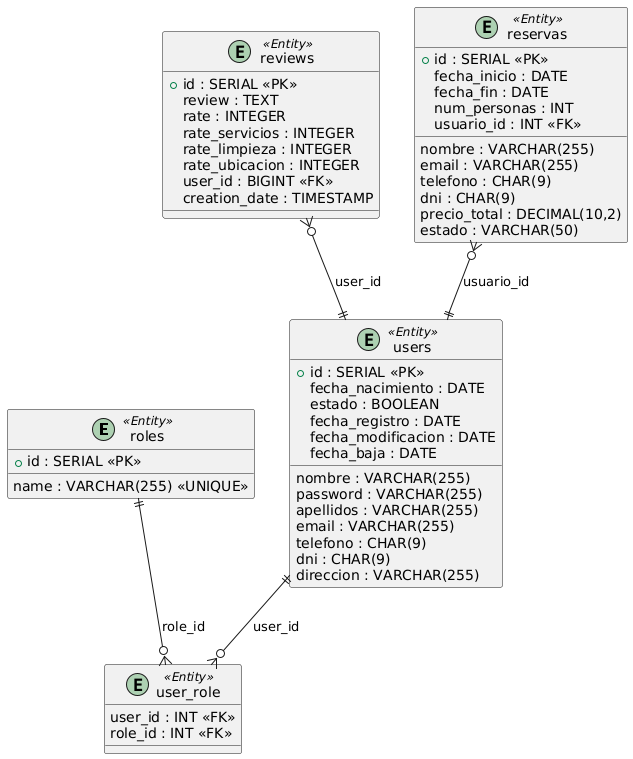 E «Entity»
reviews
id : SERIAL «PK»
review : TEXT
rate : INTEGER
rate_servicios : INTEGER
rate_limpieza : INTEGER
rate_ubicacion : INTEGER
user_id : BIGINT «FK»
creation_date : TIMESTAMP
E «Entity»
reservas
id : SERIAL «PK»
fecha_inicio : DATE
fecha_fin : DATE
num_personas : INT
usuario_id : INT «FK»
nombre : VARCHAR(255)
email : VARCHAR(255)
telefono : CHAR(9)
dni : CHAR(9)
precio_total : DECIMAL(10,2)
estado : VARCHAR(50)
user_id
usuario_id
E «Entity»
users
id : SERIAL «PK»
fecha_nacimiento : DATE
estado : BOOLEAN
fecha_registro : DATE
fecha_modificacion : DATE
fecha_baja : DATE
nombre : VARCHAR(255)
password : VARCHAR(255)
apellidos : VARCHAR(255)
email : VARCHAR(255)
telefono : CHAR(9)
dni : CHAR(9)
direccion : VARCHAR(255)
E «Entity»
roles
id : SERIAL «PK»
name : VARCHAR(255) «UNIQUE»
role_id
user_id
E «Entity»
user_role
user_id : INT «FK»
role_id : INT «FK»